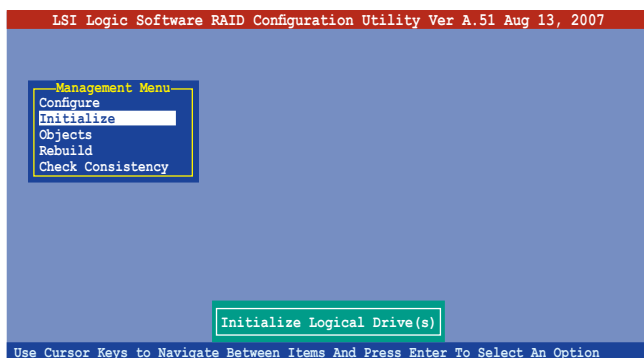 LSI Logic Software RAID Configuration Utility Ver A.51 Aug 13, 2007
Management Menu
Configure
Initialize
Objects
Rebuild
Check Consistency
Initialize Logical Drive(s)
Use Cursor Keys to Navigate Between Items And Press Enter To Select An Option